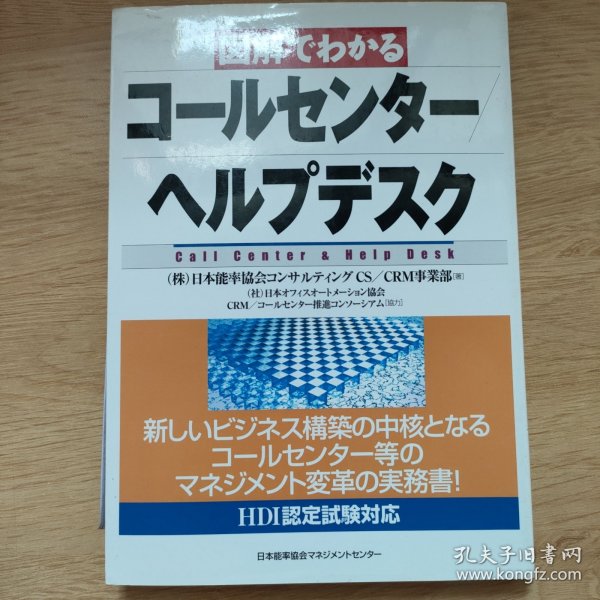 図解でわかる
コールセンター/
ヘルプデスク
Call Center & Help Desk
(株)日本能率協会コンサルティング CS/CRM事業部[著]
(社)日本オフィスオートメーション協会
CRM/コールセンター推進コンソーシアム[協力]
新しいビジネス構築の中核となる
コールセンター等の
マネジメント変革の実務書!
HDI認定試験対応
日本能率協会マネジメントセンター
孔夫子旧书网
www.kongfz.com